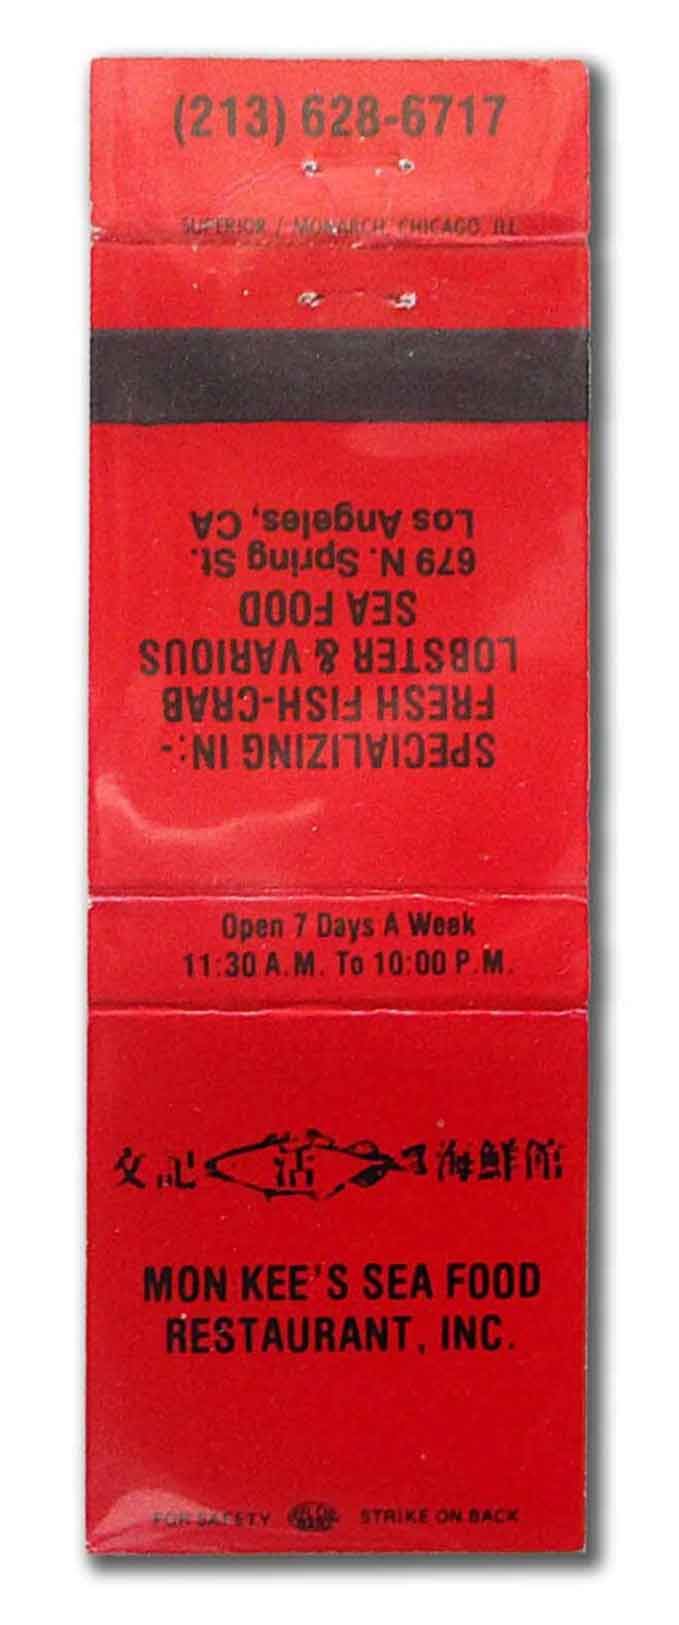 (213) 628-6717
SUPERIOR / MONARCH CHICAGO ILL
SPECIALIZING IN:-
FRESH FISH-CRAB
LOBSTER & VARIOUS
SEA FOOD
679 N. Spring St.
Los Angeles, CA
Open 7 Days A Week
11:30 A.M. To 10:00 P.M.
文記 活 海鮮館
MON KEE'S SEA FOOD
RESTAURANT, INC.
FOR SAFETY STRIKE ON BACK